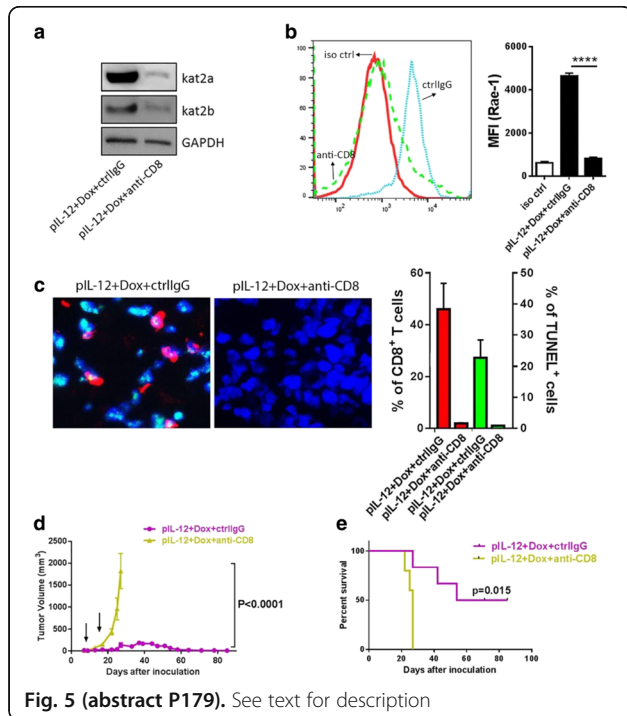 a
kat2a
kat2b
GAPDH
pIL-12+Dox+ctrlIgG
pIL-12+Dox+anti-CD8
b
iso ctrl
ctrlIgG
anti-CD8
10²
10³
10⁴
MFI (Rae-1)
6000
4000
2000
0
****
iso ctrl
pIL-12+Dox+ctrlIgG
pIL-12+Dox+anti-CD8
c
pIL-12+Dox+ctrlIgG
pIL-12+Dox+anti-CD8
% of CD8⁺ T cells
60
40
20
0
50
40
30
20
10
0
% of TUNEL⁺ cells
pIL-12+Dox+ctrlIgG
pIL-12+Dox+anti-CD8
pIL-12+Dox+ctrlIgG
pIL-12+Dox+anti-CD8
d
pIL-12+Dox+ctrlIgG
pIL-12+Dox+anti-CD8
Tumor Volume (mm³)
2500
2000
1500
1000
500
0
0 20 40 60 80
Days after inoculation
P<0.0001
e
pIL-12+Dox+ctrlIgG
pIL-12+Dox+anti-CD8
Percent survival
100
50
0
p=0.015
0 20 40 60 80 100
Days after inoculation
Fig. 5 (abstract P179). See text for description